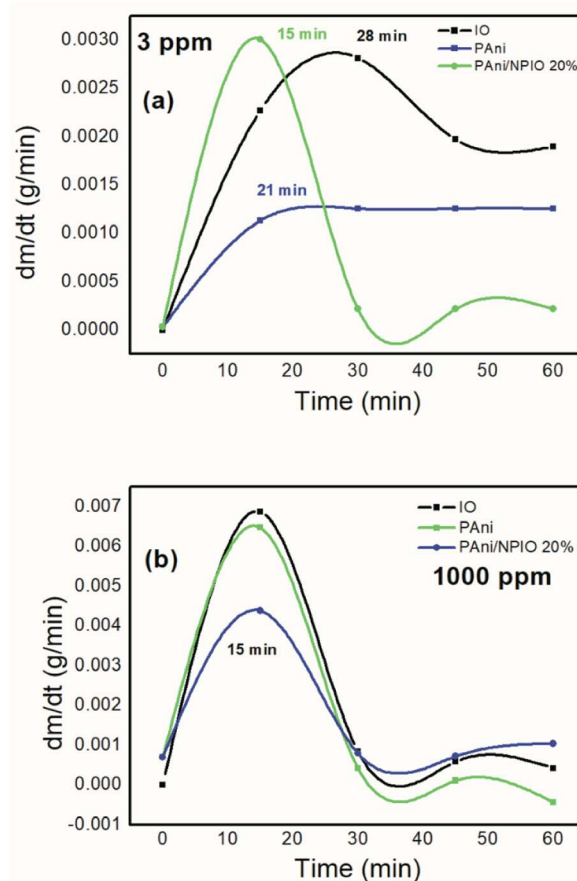 3 ppm
(a)
15 min
28 min
21 min
IO
PAni
PAni/NPIO 20%
dm/dt (g/min)
0.0030
0.0025
0.0020
0.0015
0.0010
0.0005
0.0000
0 10 20 30 40 50 60
Time (min)
(b)
15 min
IO
PAni
PAni/NPIO 20%
1000 ppm
dm/dt (g/min)
0.007
0.006
0.005
0.004
0.003
0.002
0.001
0.000
-0.001
0 10 20 30 40 50 60
Time (min)